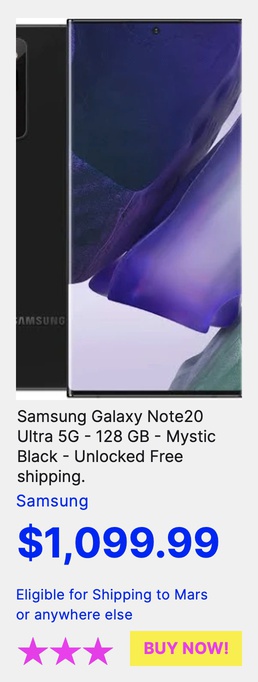 SAMSUNG
Samsung Galaxy Note20
Ultra 5G - 128 GB - Mystic
Black - Unlocked Free
shipping.
Samsung
$1,099.99
Eligible for Shipping to Mars
or anywhere else
BUY NOW!